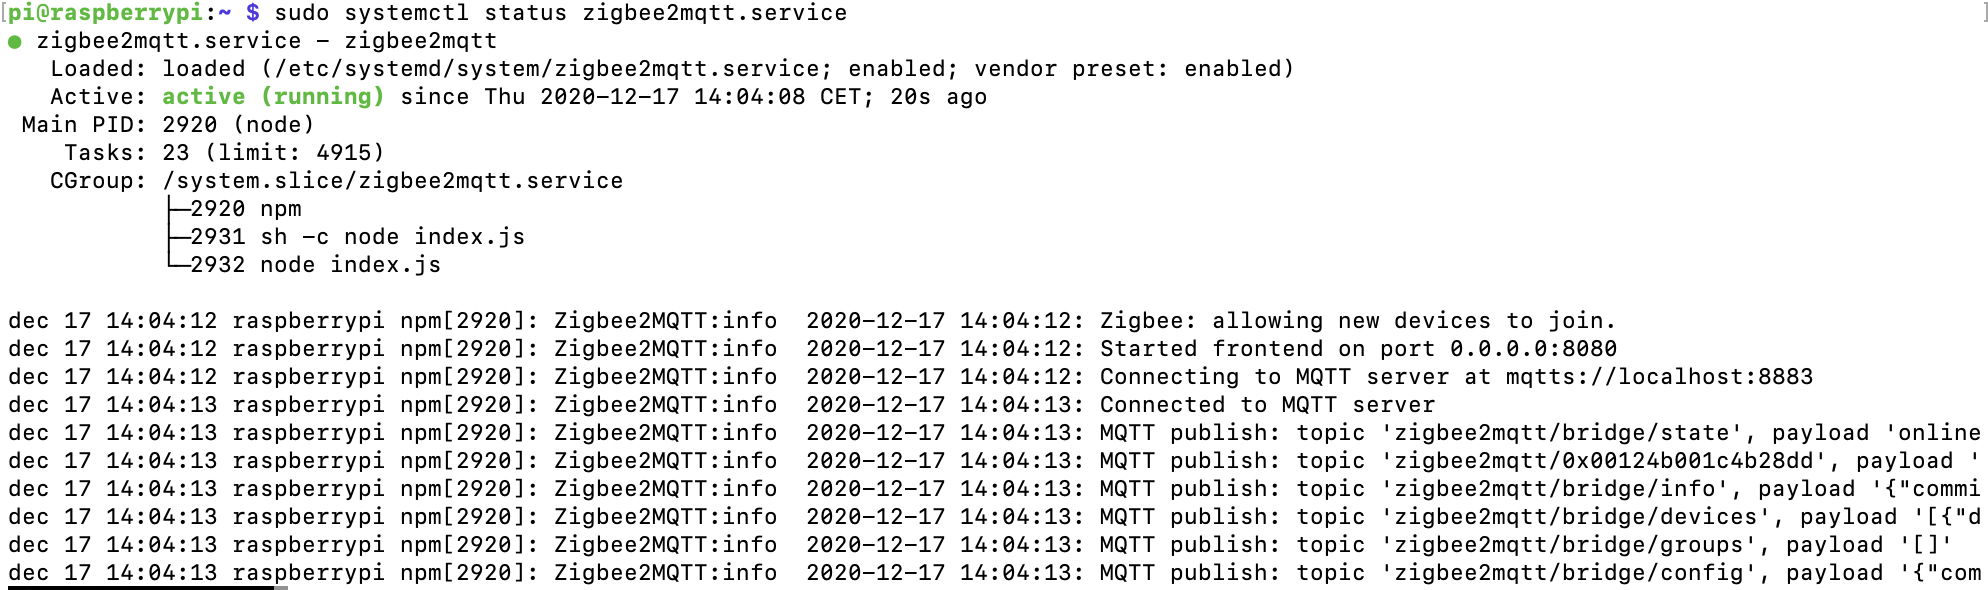 [pi@raspberrypi:~ $ sudo systemctl status zigbee2mqtt.service ]
● zigbee2mqtt.service – zigbee2mqtt
   Loaded: loaded (/etc/systemd/system/zigbee2mqtt.service; enabled; vendor preset: enabled)
   Active: active (running) since Thu 2020–12–17 14:04:08 CET; 20s ago
 Main PID: 2920 (node)
    Tasks: 23 (limit: 4915)
   CGroup: /system.slice/zigbee2mqtt.service
           ├─2920 npm
           ├─2931 sh –c node index.js
           └─2932 node index.js
dec 17 14:04:12 raspberrypi npm[2920]: Zigbee2MQTT:info  2020–12–17 14:04:12: Zigbee: allowing new devices to join.
dec 17 14:04:12 raspberrypi npm[2920]: Zigbee2MQTT:info  2020–12–17 14:04:12: Started frontend on port 0.0.0.0:8080
dec 17 14:04:12 raspberrypi npm[2920]: Zigbee2MQTT:info  2020–12–17 14:04:12: Connecting to MQTT server at mqtts://localhost:8883
dec 17 14:04:13 raspberrypi npm[2920]: Zigbee2MQTT:info  2020–12–17 14:04:13: Connected to MQTT server
dec 17 14:04:13 raspberrypi npm[2920]: Zigbee2MQTT:info  2020–12–17 14:04:13: MQTT publish: topic 'zigbee2mqtt/bridge/state', payload 'online
dec 17 14:04:13 raspberrypi npm[2920]: Zigbee2MQTT:info  2020–12–17 14:04:13: MQTT publish: topic 'zigbee2mqtt/0x00124b001c4b28dd', payload '
dec 17 14:04:13 raspberrypi npm[2920]: Zigbee2MQTT:info  2020–12–17 14:04:13: MQTT publish: topic 'zigbee2mqtt/bridge/info', payload '{"commi
dec 17 14:04:13 raspberrypi npm[2920]: Zigbee2MQTT:info  2020–12–17 14:04:13: MQTT publish: topic 'zigbee2mqtt/bridge/devices', payload '[{"d
dec 17 14:04:13 raspberrypi npm[2920]: Zigbee2MQTT:info  2020–12–17 14:04:13: MQTT publish: topic 'zigbee2mqtt/bridge/groups', payload '[]'
dec 17 14:04:13 raspberrypi npm[2920]: Zigbee2MQTT:info  2020–12–17 14:04:13: MQTT publish: topic 'zigbee2mqtt/bridge/config', payload '{"com